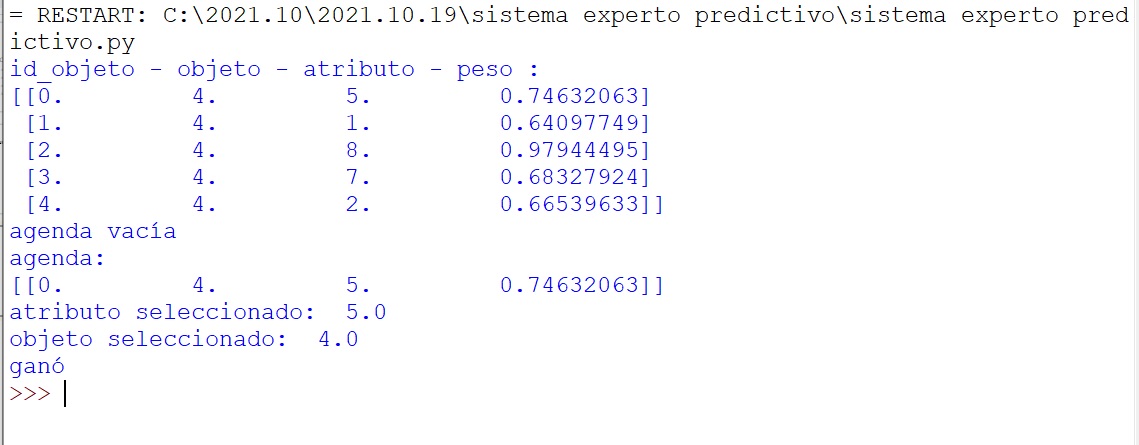 = RESTART: C:\2021.10\2021.10.19\sistema experto predictivo\sistema experto pred
ictivo.py
id_objeto - objeto - atributo - peso :
[[0.         4.         5.         0.74632063]
 [1.         4.         1.         0.64097749]
 [2.         4.         8.         0.97944495]
 [3.         4.         7.         0.68327924]
 [4.         4.         2.         0.66539633]]
agenda vacía
agenda:
[[0.         4.         5.         0.74632063]]
atributo seleccionado:  5.0
objeto seleccionado:  4.0
ganó
>>>